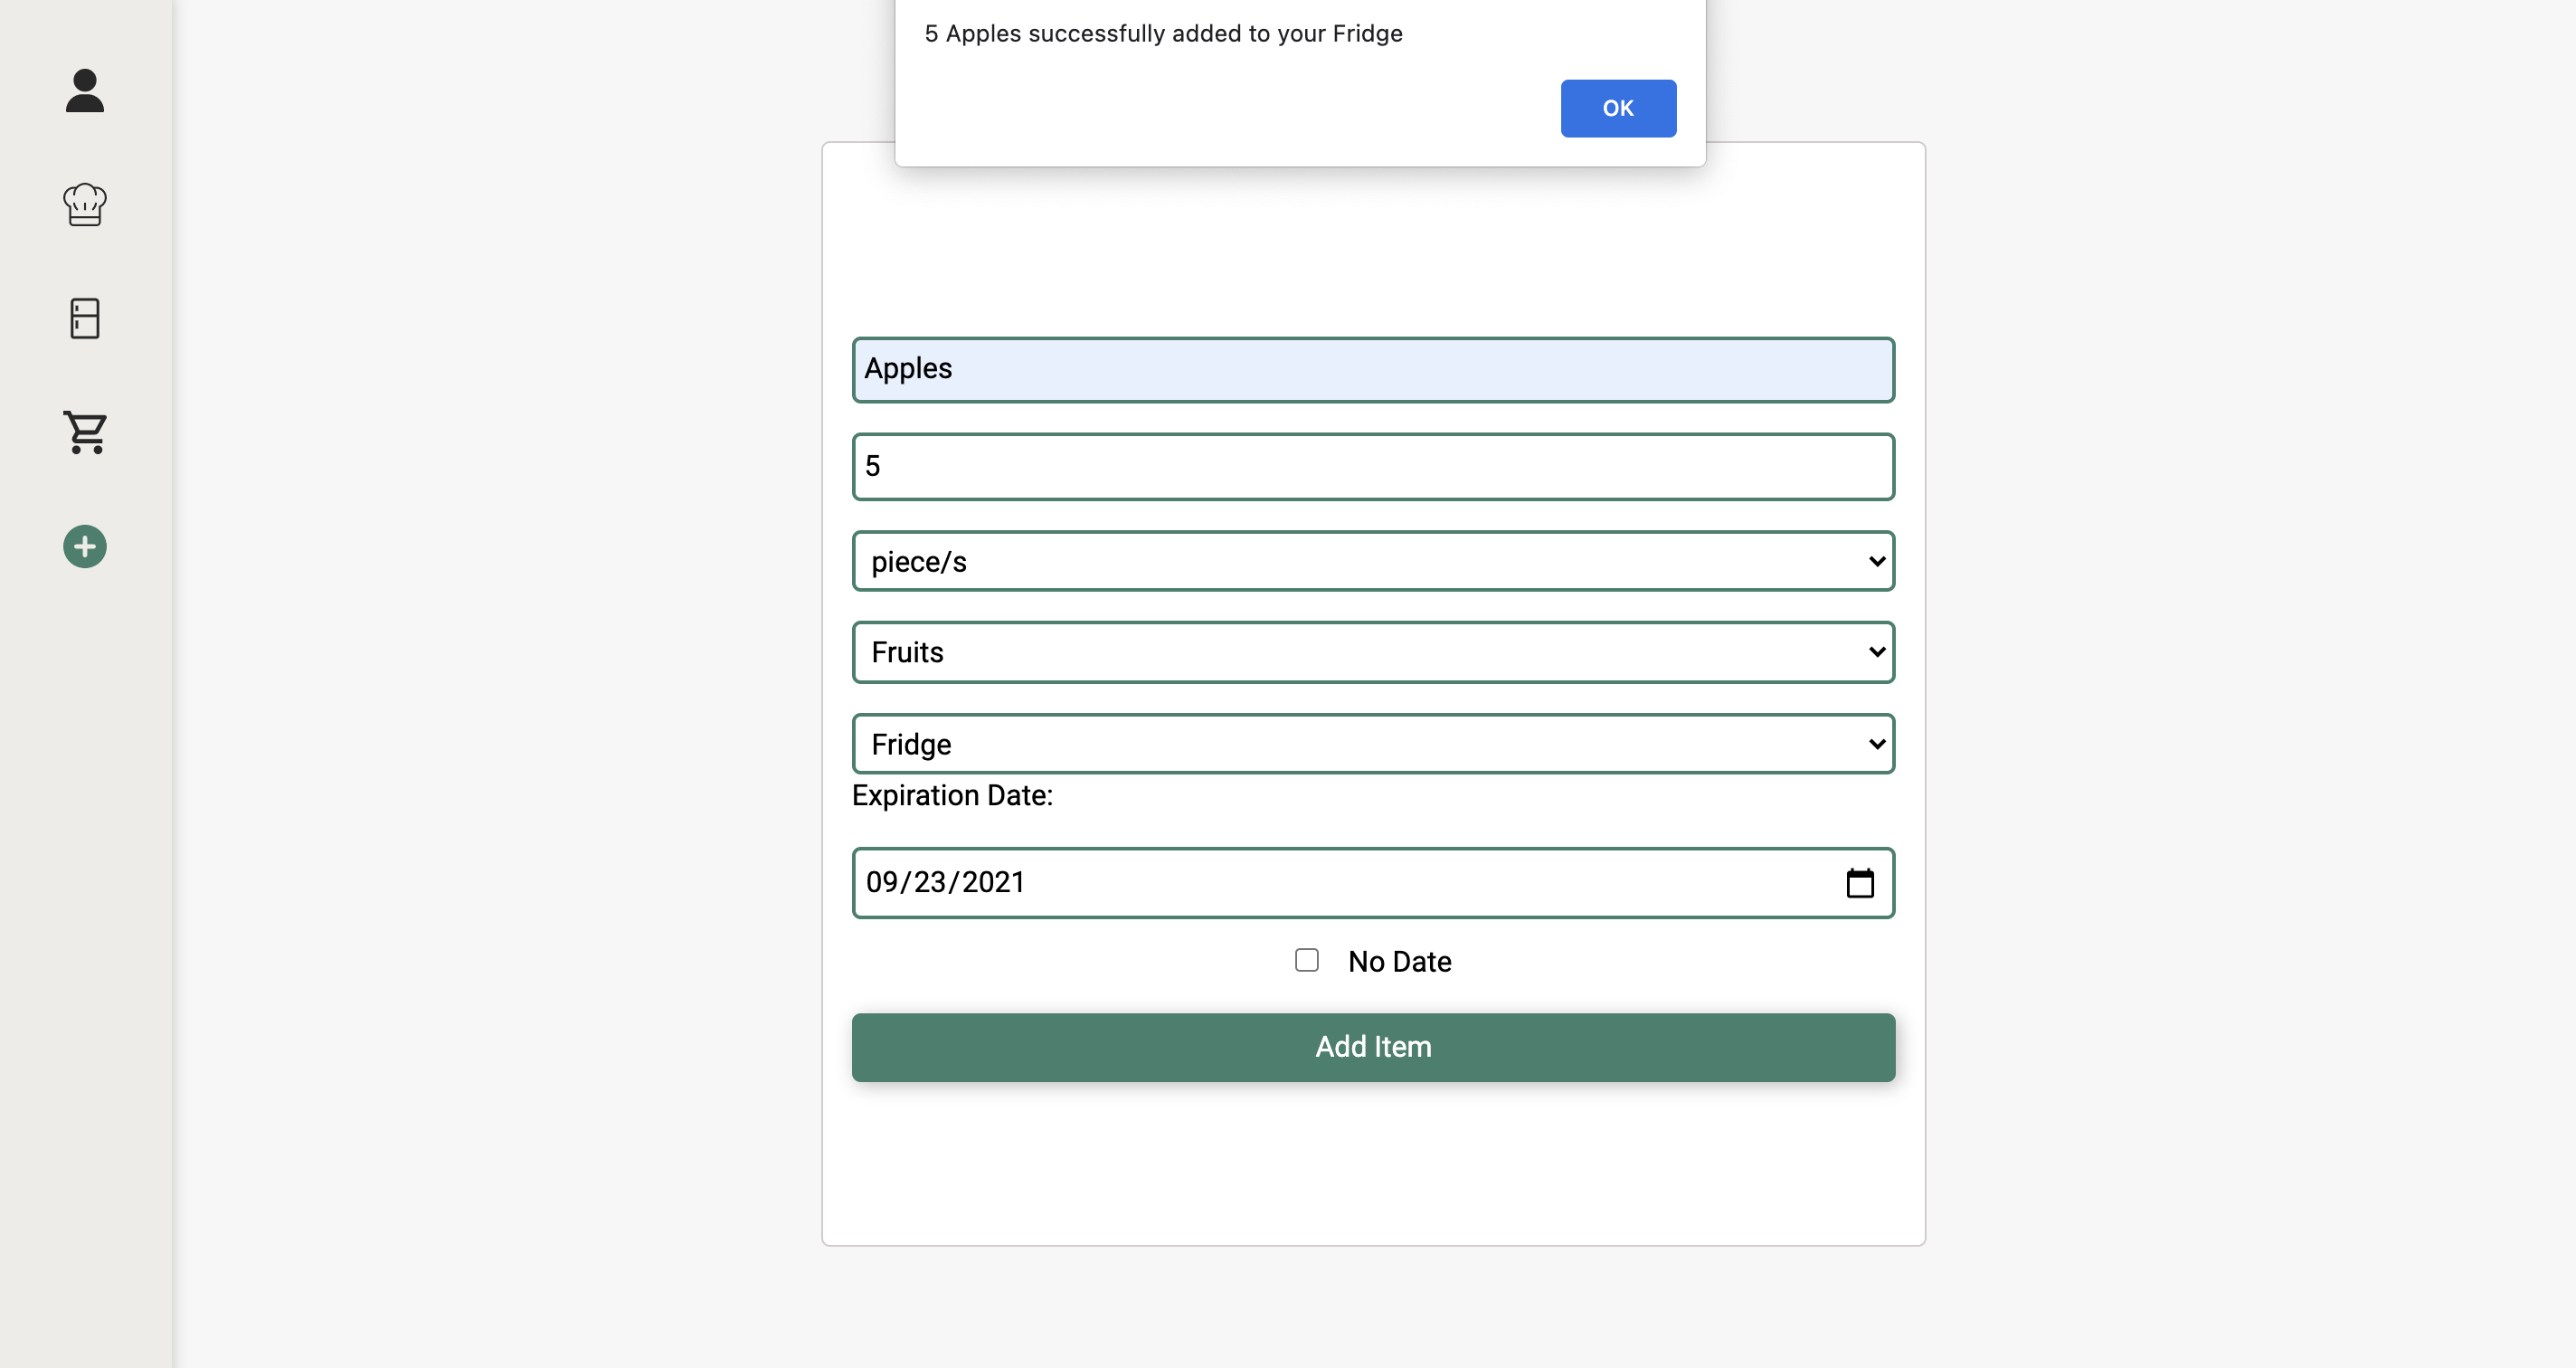 5 Apples successfully added to your Fridge
OK
Apples
5
piece/s
Fruits
Fridge
Expiration Date:
09/23/2021
No Date
Add Item